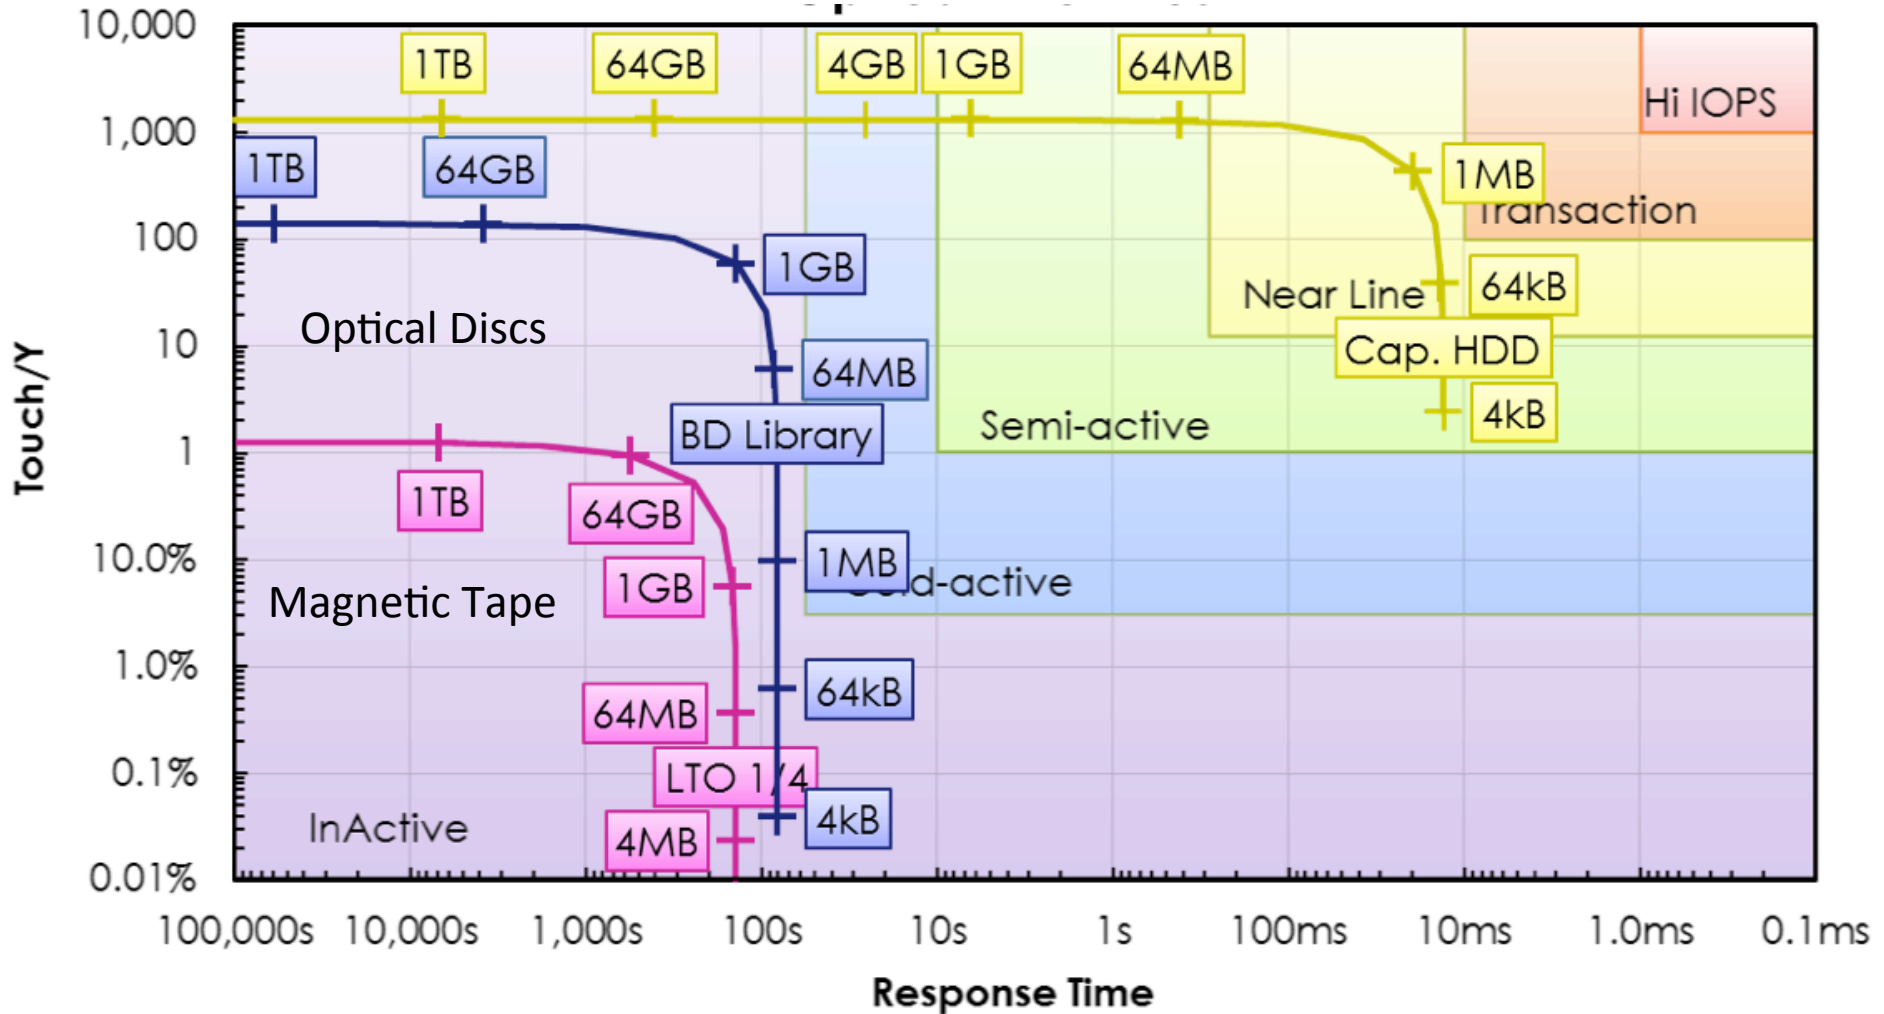 10,000
1TB
64GB
4GB
1GB
64MB
Hi IOPS
1,000
1TB
64GB
1MB
Transaction
100
1GB
Near Line
64kB
Optical Discs
10
64MB
Cap. HDD
4kB
Touch/Y
BD Library
Semi-active
1
1TB
64GB
10.0%
1MB
1GB
Magnetic Tape
1.0%
64kB
64MB
0.1%
LTO 1/4
4kB
InActive
4MB
0.01%
100,000s
10,000s
1,000s
100s
10s
1s
100ms
10ms
1.0ms
0.1ms
Response Time